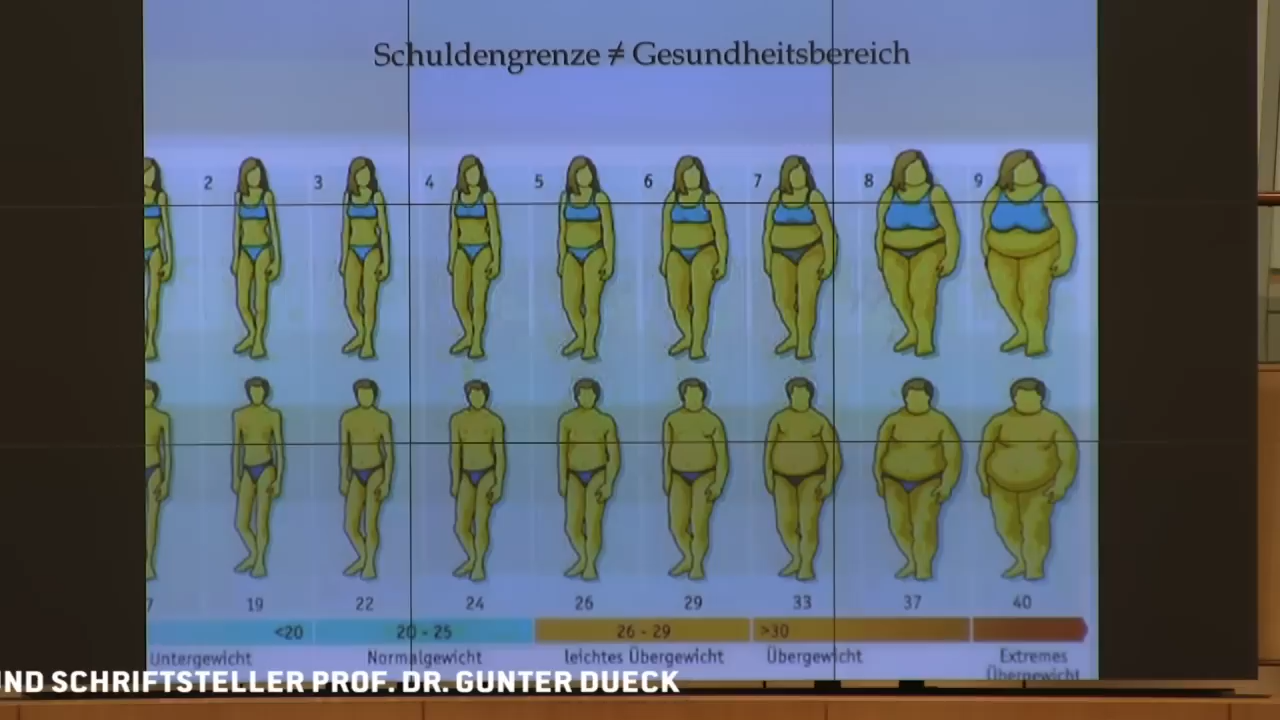 Schuldengrenze ≠ Gesundheitsbereich
2 3 4 5 6 7 8 9
7 19 22 24 26 29 33 37 40
<20 20 - 25 26 - 29 >30
Untergewicht Normalgewicht leichtes Übergewicht Übergewicht Extremes
Übergewicht
ND SCHRIFTSTELLER PROF. DR. GUNTER DUECK